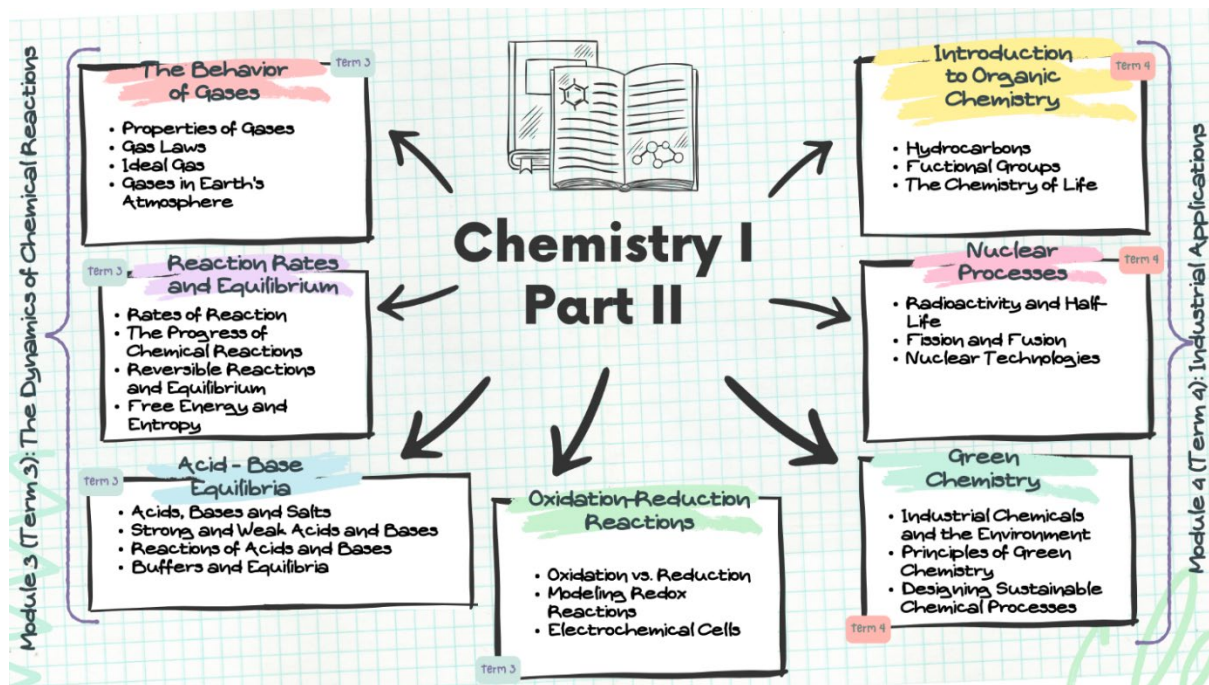 Chemistry I
Part II
Module 3 (Term 3): The Dynamics of Chemical Reactions
Term 3
The Behavior
of Gases
• Properties of Gases
• Gas Laws
• Ideal Gas
• Gases in Earth's
Atmosphere
Term 3
Reaction Rates
and Equilibrium
• Rates of Reaction
• The Progress of
Chemical Reactions
• Reversible Reactions
and Equilibrium
• Free Energy and
Entropy
Term 3
Acid - Base
Equilibria
• Acids, Bases and Salts
• Strong and Weak Acids and Bases
• Reactions of Acids and Bases
• Buffers and Equilibria
Oxidation-Reduction
Reactions
• Oxidation vs. Reduction
• Modeling Redox
Reactions
• Electrochemical Cells
Term 3
Module 4 (Term 4): Industrial Applications
Introduction
to Organic
Chemistry
Term 4
• Hydrocarbons
• Fuctional Groups
• The Chemistry of Life
Nuclear
Processes
Term 4
• Radioactivity and Half-
Life
• Fission and Fusion
• Nuclear Technologies
Green
Chemistry
• Industrial Chemicals
and the Environment
• Principles of Green
Chemistry
• Designing Sustainable
Chemical Processes
Term 4